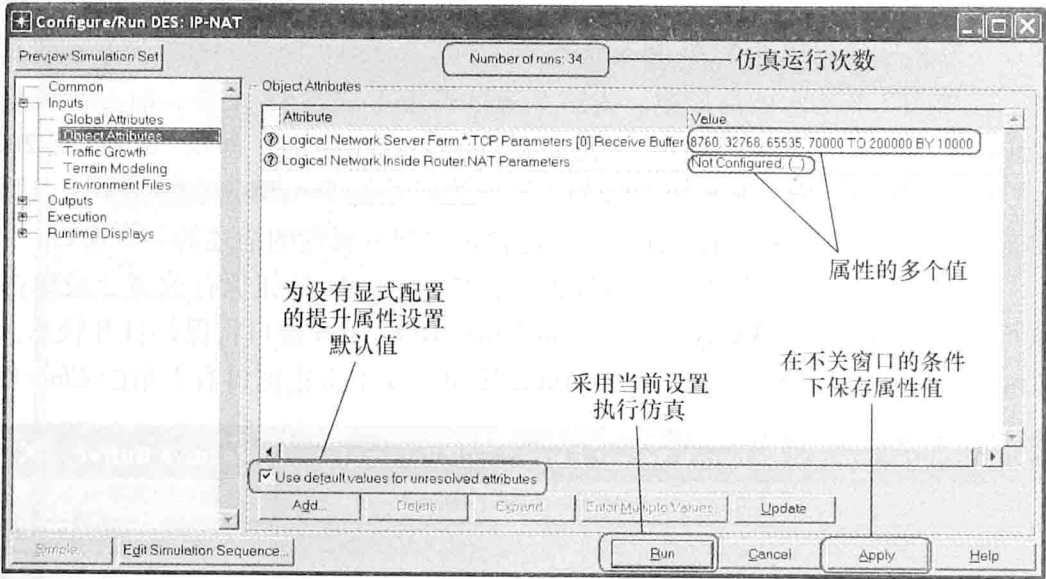 Configure/Run DES: IP-NAT
Preview Simulation Set
Number of runs: 34
仿真运行次数
Common
Inputs
Global Attributes
Object Attributes
Traffic Growth
Terrain Modeling
Environment Files
Outputs
Execution
Runtime Displays
Object Attributes
Attribute
Value
Logical Network.Server Farm.*.TCP Parameters [0].Receive Buffer
8760, 32768, 65535, 70000 TO 200000 BY 10000
Logical Network.Inside Router.NAT Parameters
Not Configured, (...)
属性的多个值
为没有显式配置
的提升属性设置
默认值
采用当前设置
执行仿真
在不关窗口的条件
下保存属性值
Use default values for unresolved attributes
Add...
Delete
Expand...
Enter Multiple Values...
Update
Simple...
Edit Simulation Sequence...
Run
Cancel
Apply
Help